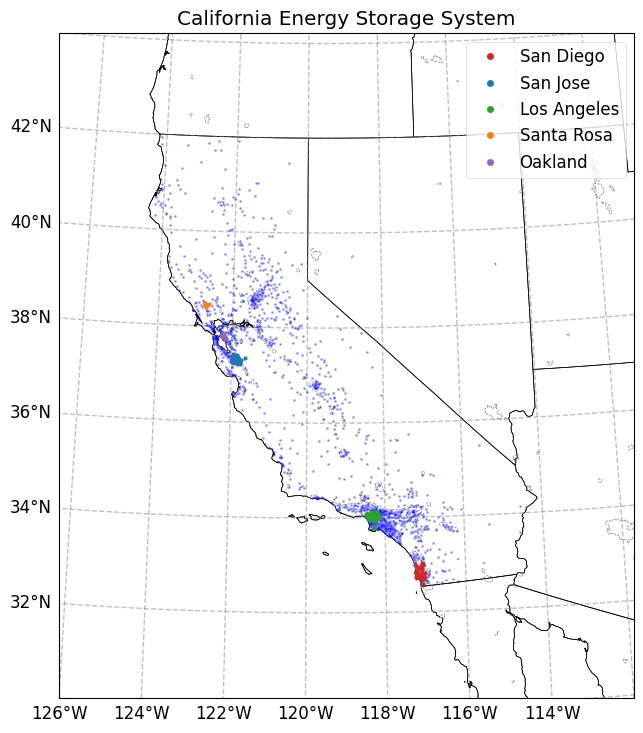 California Energy Storage System
San Diego
San Jose
Los Angeles
Santa Rosa
Oakland
42°N
40°N
38°N
36°N
34°N
32°N
126°W 124°W 122°W 120°W 118°W 116°W 114°W